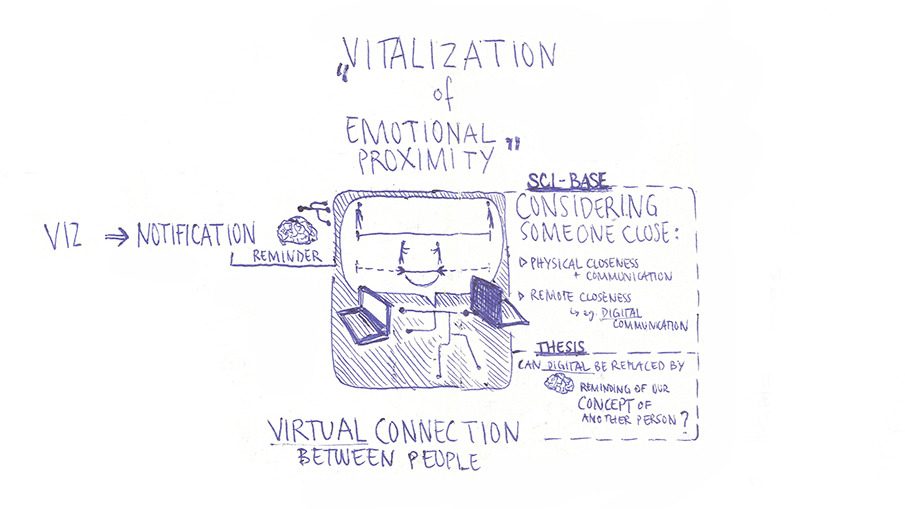 "VITALIZATION
of
EMOTIONAL
PROXIMITY"
VIZ ⇒ NOTIFICATION
REMINDER
SCI-BASE
CONSIDERING
SOMEONE CLOSE:
▷ PHYSICAL CLOSENESS
+ COMMUNICATION
▷ REMOTE CLOSENESS
↳ eg. DIGITAL
COMMUNICATION
THESIS
CAN DIGITAL BE REPLACED BY
REMINDING OF OUR
CONCEPT OF
ANOTHER PERSON?
VIRTUAL CONNECTION
BETWEEN PEOPLE